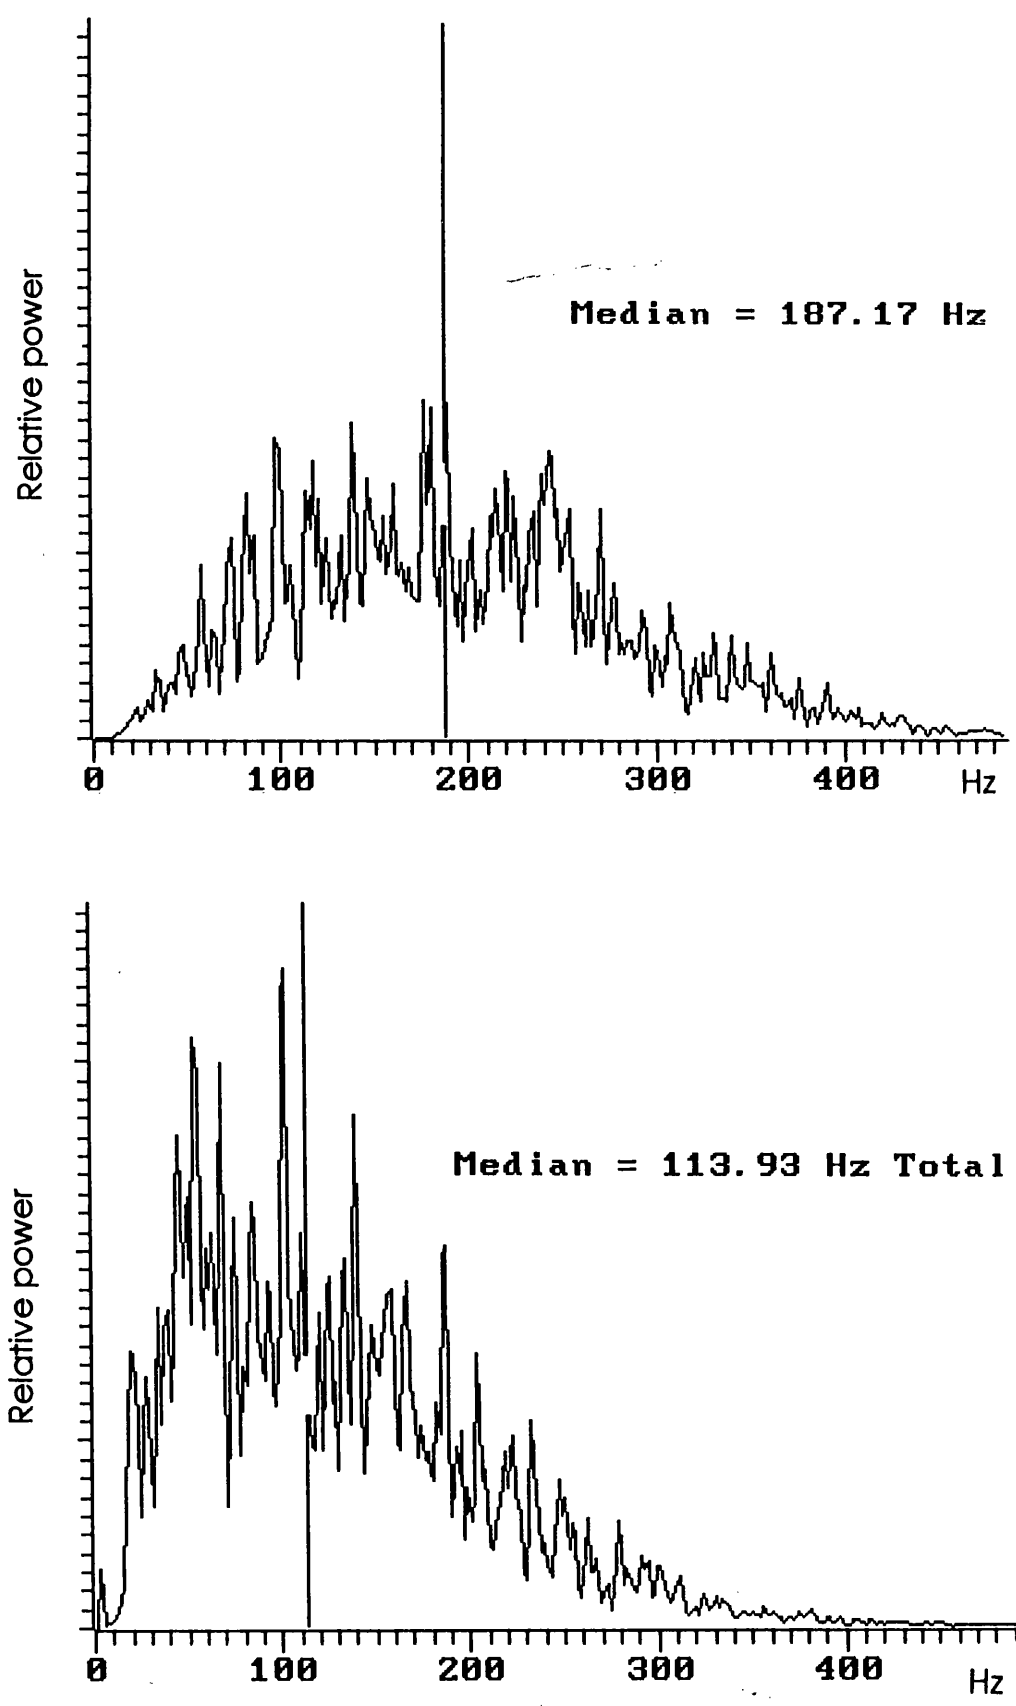 Relative power
Median = 187.17 Hz
0 100 200 300 400 Hz
Relative power
Median = 113.93 Hz Total
0 100 200 300 400 Hz